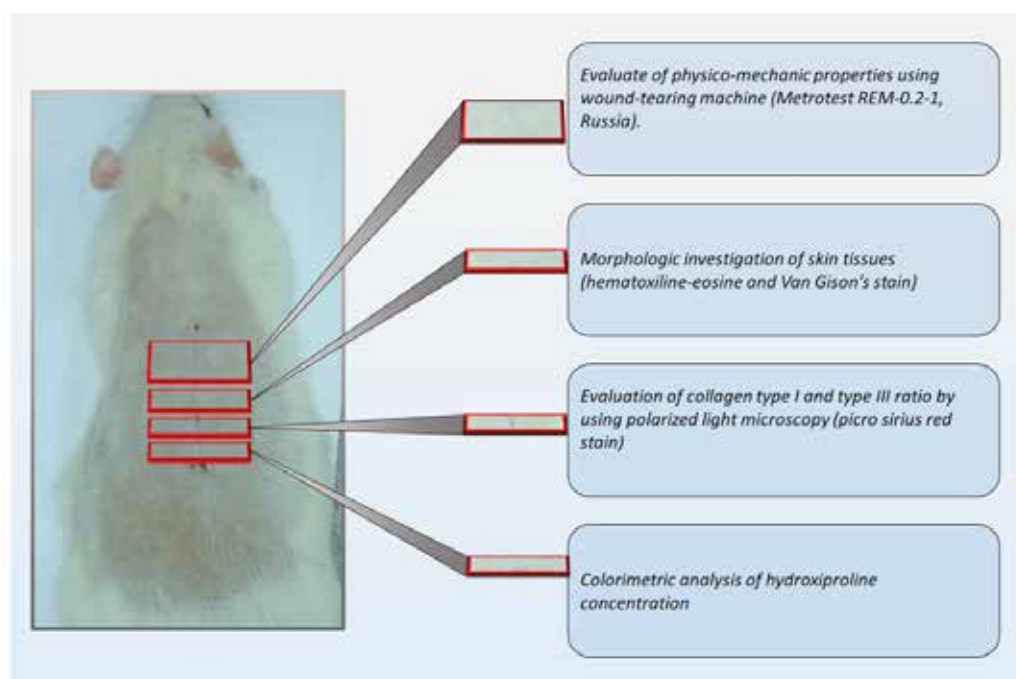 Evaluate of physico-mechanic properties using
wound-tearing machine (Metrotest REM-0.2-1,
Russia).
Morphologic investigation of skin tissues
(hematoxiline-eosine and Van Gison's stain)
Evaluation of collagen type I and type III ratio by
using polarized light microscopy (picro sirius red
stain)
Colorimetric analysis of hydroxiproline
concentration